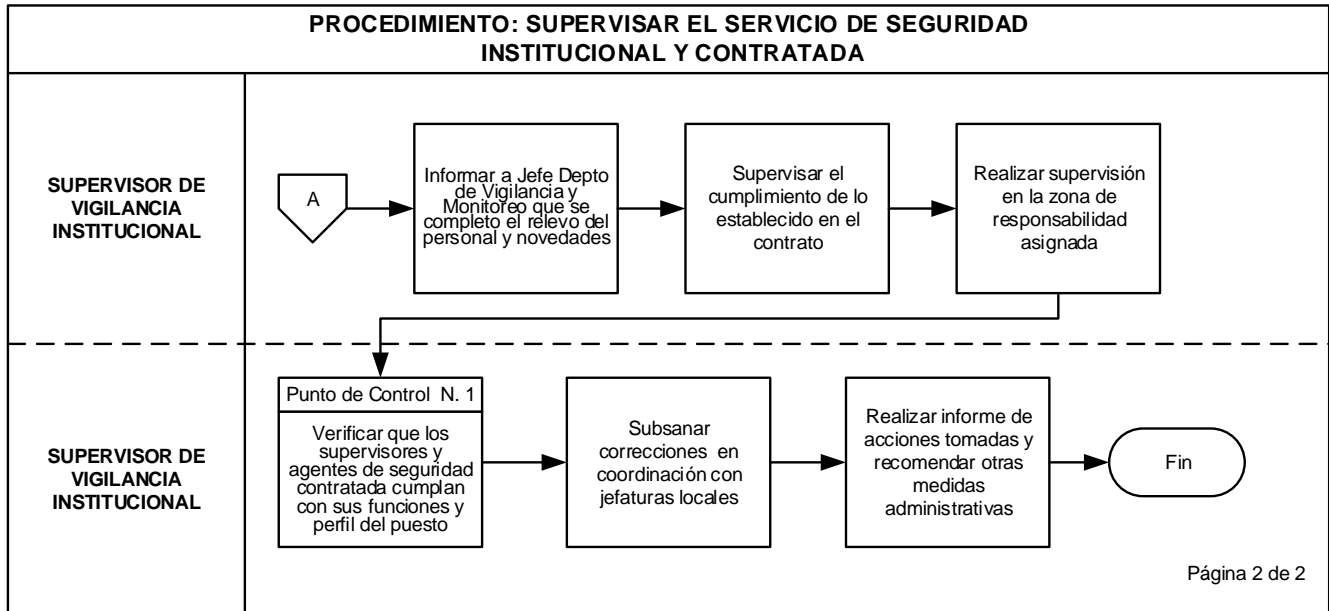 PROCEDIMIENTO: SUPERVISAR EL SERVICIO DE SEGURIDAD
INSTITUCIONAL Y CONTRATADA
SUPERVISOR DE
VIGILANCIA
INSTITUCIONAL
A
Informar a Jefe Depto
de Vigilancia y
Monitoreo que se
completo el relevo del
personal y novedades
Supervisar el
cumplimiento de lo
establecido en el
contrato
Realizar supervisión
en la zona de
responsabilidad
asignada
SUPERVISOR DE
VIGILANCIA
INSTITUCIONAL
Punto de Control N. 1
Verificar que los
supervisores y
agentes de seguridad
contratada cumplan
con sus funciones y
perfil del puesto
Subsanar
correcciones en
coordinación con
jefaturas locales
Realizar informe de
acciones tomadas y
recomendar otras
medidas
administrativas
Fin
Página 2 de 2